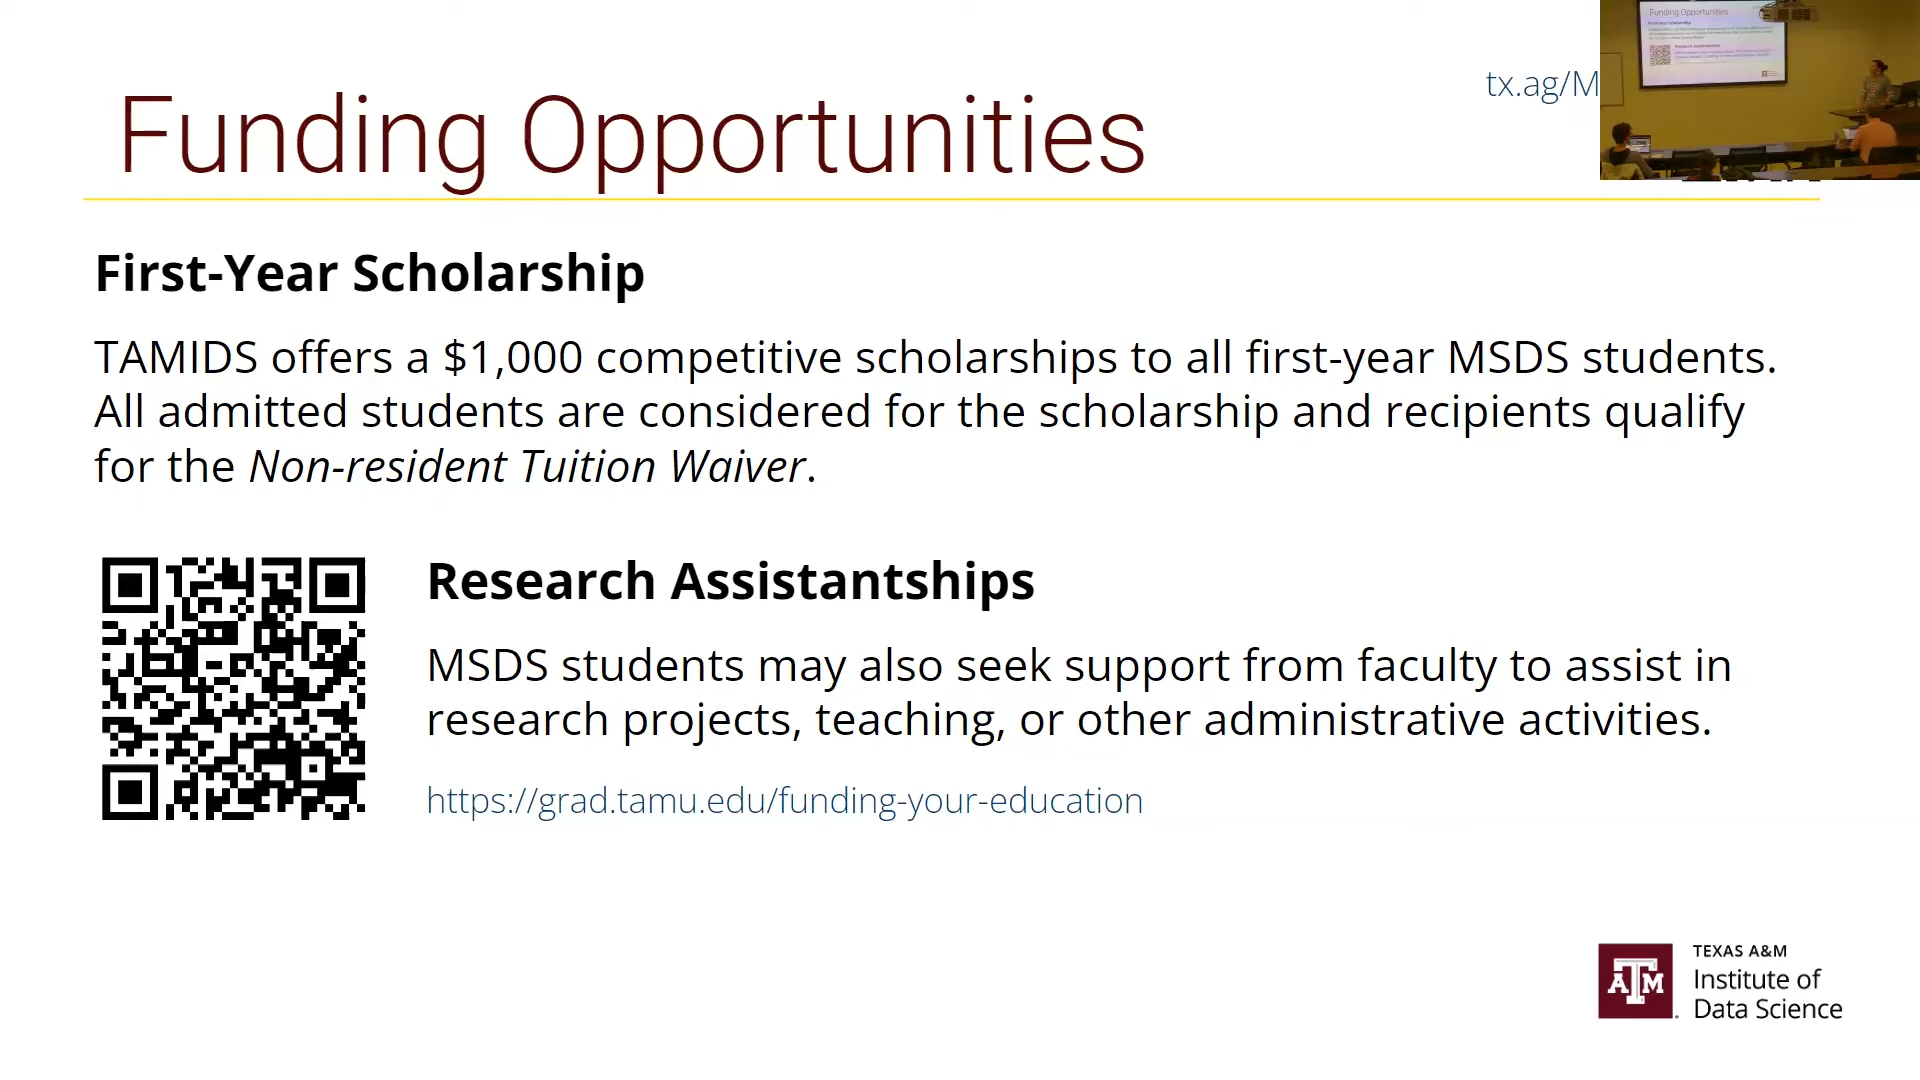 tx.ag/M
Funding Opportunities
First-Year Scholarship
TAMIDS offers a $1,000 competitive scholarships to all first-year MSDS students.
All admitted students are considered for the scholarship and recipients qualify
for the Non-resident Tuition Waiver.
Research Assistantships
MSDS students may also seek support from faculty to assist in
research projects, teaching, or other administrative activities.
https://grad.tamu.edu/funding-your-education
ATM
TEXAS A&M
Institute of
Data Science
Funding Opportunities